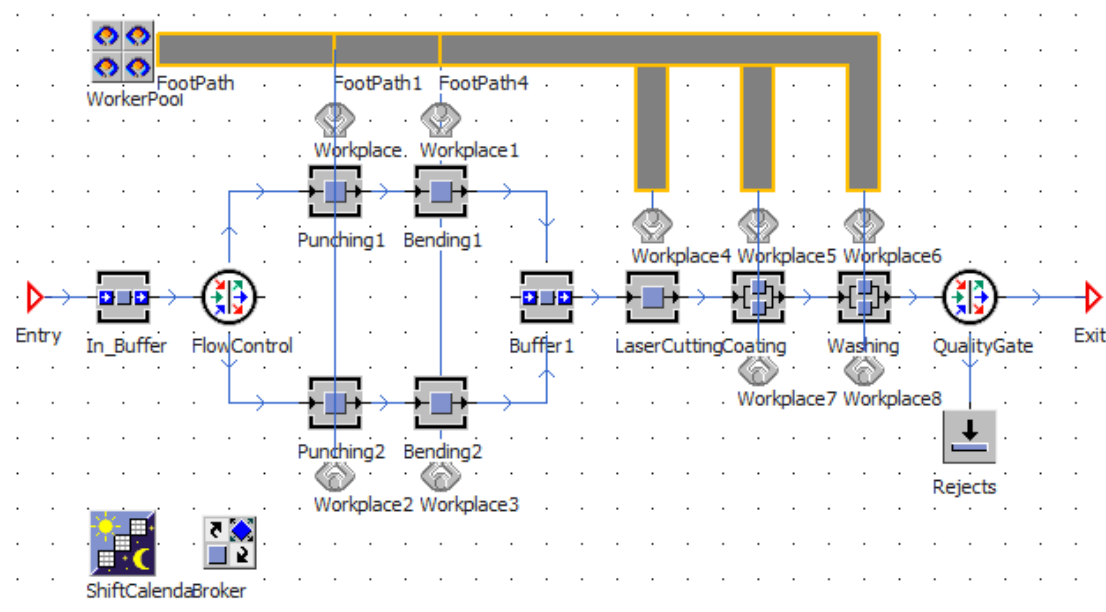 FootPath
FootPath1
FootPath4
WorkerPool
Workplace.
Workplace1
Punching1
Bending1
Workplace4
Workplace5
Workplace6
Entry
In_Buffer
FlowControl
Buffer1
LaserCutting
Coating
Washing
QualityGate
Exit
Workplace7
Workplace8
Punching2
Bending2
Rejects
Workplace2
Workplace3
ShiftCalenda
Broker